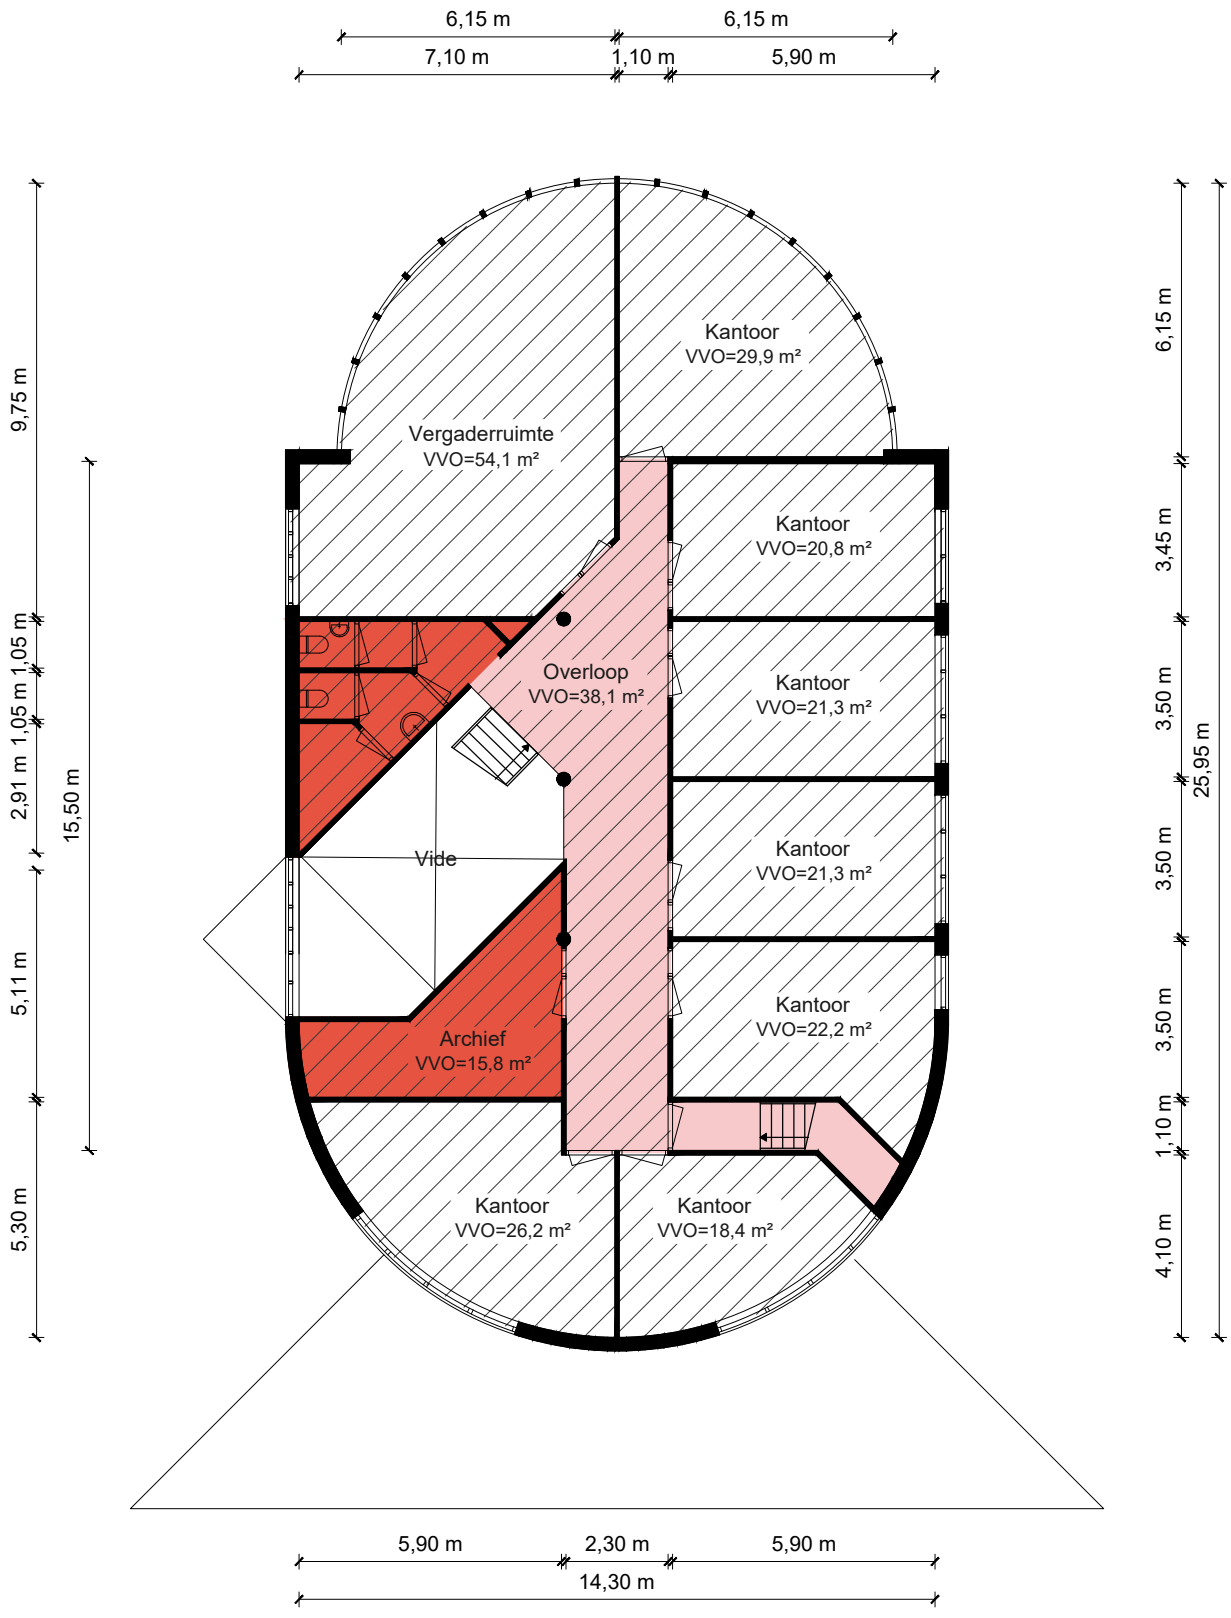 6,15 m 6,15 m
7,10 m 1,10 m 5,90 m
Kantoor
VVO=29,9 m²
Vergaderruimte
VVO=54,1 m²
Kantoor
VVO=20,8 m²
Overloop
VVO=38,1 m²
Kantoor
VVO=21,3 m²
Vide
Kantoor
VVO=21,3 m²
Archief
VVO=15,8 m²
Kantoor
VVO=22,2 m²
Kantoor
VVO=26,2 m²
Kantoor
VVO=18,4 m²
9,75 m
1,05 m
1,05 m
2,91 m
5,11 m
5,30 m
15,50 m
6,15 m
3,45 m
3,50 m
3,50 m
3,50 m
1,10 m
4,10 m
25,95 m
5,90 m 2,30 m 5,90 m
14,30 m